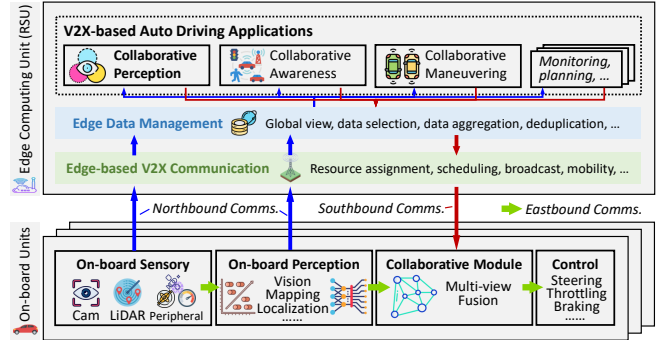 Edge Computing Unit (RSU)
V2X-based Auto Driving Applications
Collaborative
Perception
Collaborative
Awareness
Collaborative
Maneuvering
Monitoring,
planning, ...
Edge Data Management
Global view, data selection, data aggregation, deduplication, ...
Edge-based V2X Communication
Resource assignment, scheduling, broadcast, mobility, ...
Northbound Comms.
Southbound Comms.
Eastbound Comms.
On-board Units
On-board Sensory
Cam
LiDAR
Peripheral
On-board Perception
Vision
Mapping
Localization
......
Collaborative Module
Multi-view
Fusion
Control
Steering
Throttling
Braking
......